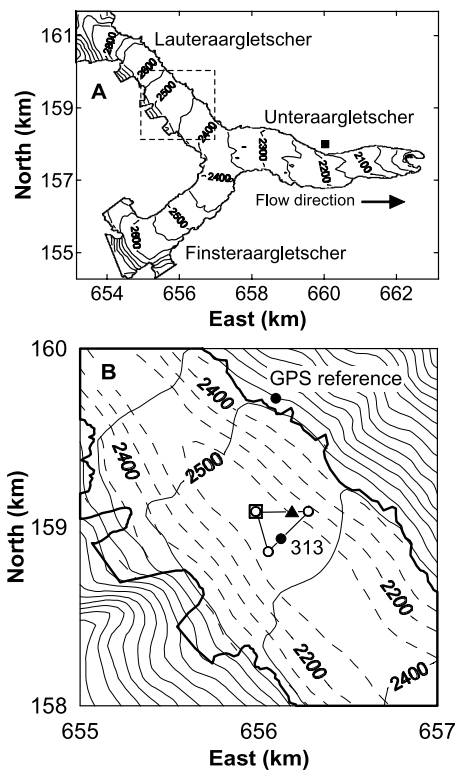 161
159
157
155
North (km)
A
Lauteraargletscher
2800
2600
2500
2400
Unteraargletscher
2300
2200
2100
2400
Flow direction
2500
2600
Finsteraargletscher
654
656
658
660
662
East (km)
160
159
158
North (km)
B
GPS reference
2400
2500
2400
313
2200
2200
2400
655
656
657
East (km)